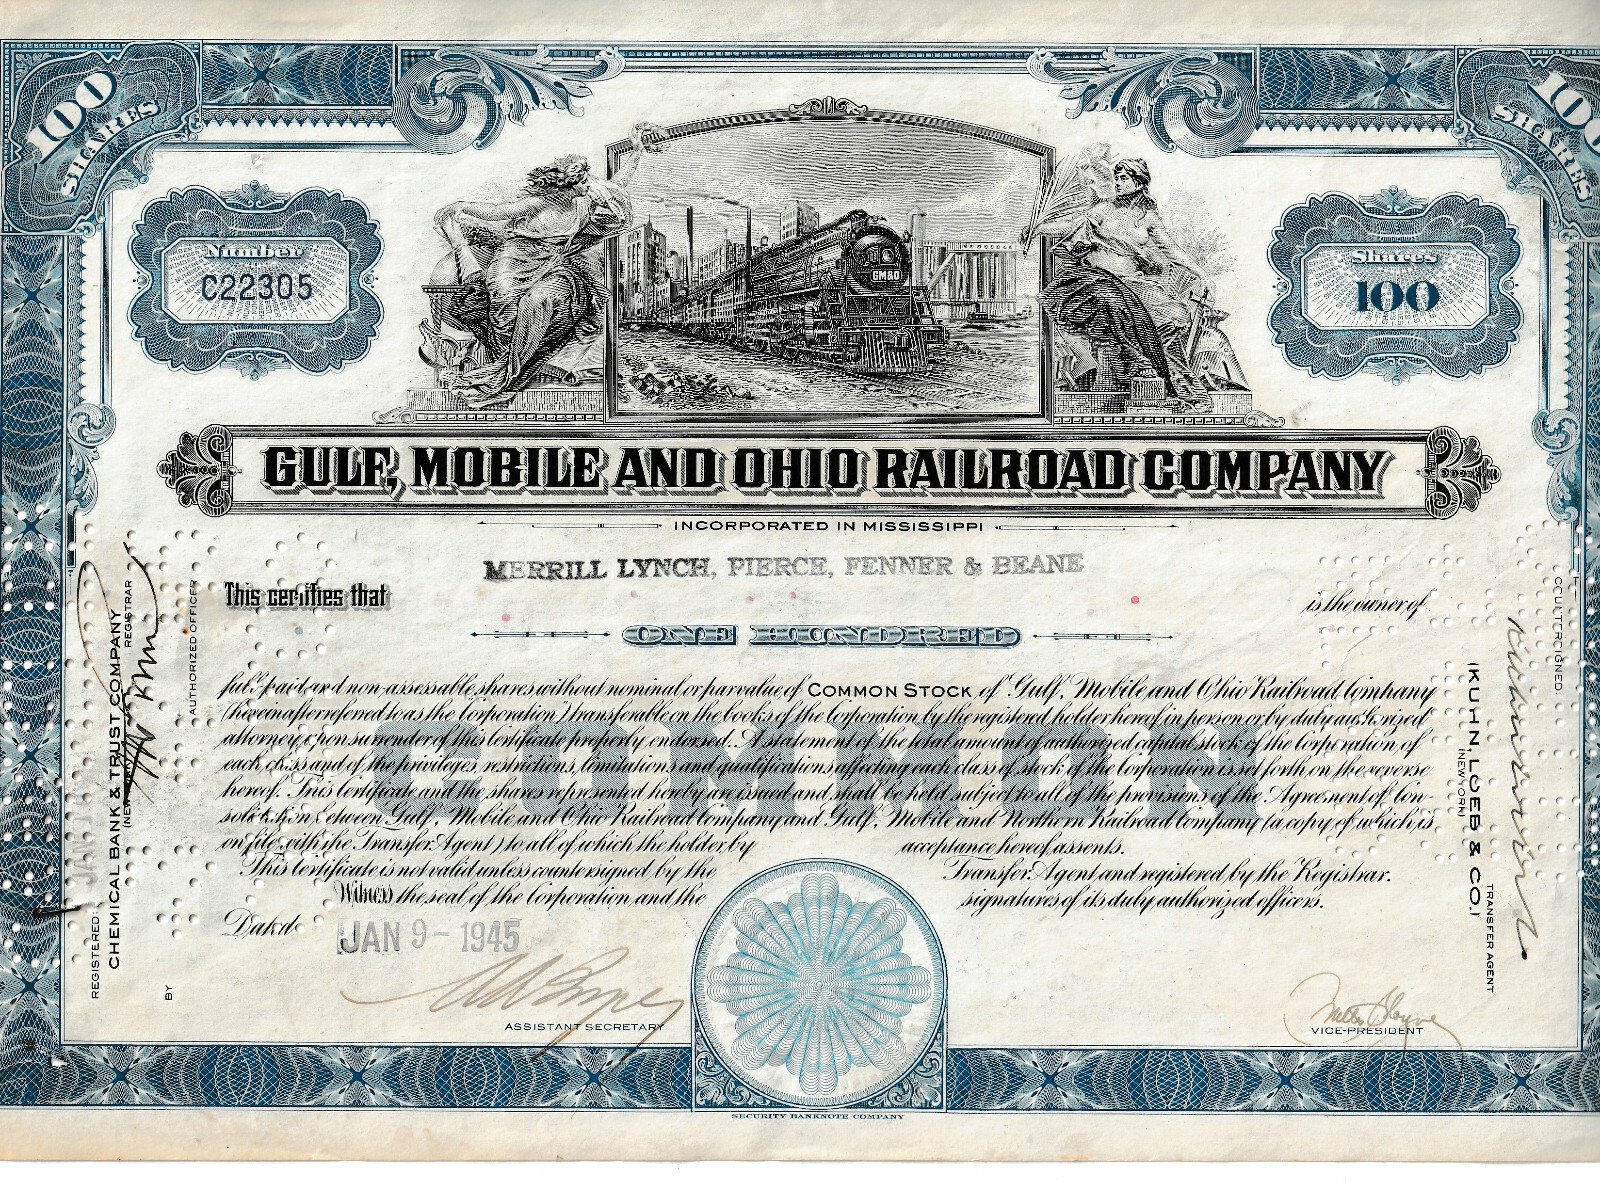 100 SHARES
100 SHARES
Number
C22305
GM&O
Shares
100
GULF, MOBILE AND OHIO RAILROAD COMPANY
INCORPORATED IN MISSISSIPPI
MERRILL LYNCH, PIERCE, FENNER & BEANE
This certifies that
is the owner of
ONE HUNDRED
COMMON
full paid and non-assessable shares without nominal or par value of COMMON STOCK of Gulf, Mobile and Ohio Railroad Company
(hereinafter referred to as the Corporation) transferable on the books of the Corporation by the registered holder hereof in person or by duly authorized
attorney upon surrender of this certificate properly endorsed. A statement of the total amount of authorized capital stock of the Corporation of
each class and of the privileges, restrictions, limitations and qualifications affecting each class of stock of the Corporation is set forth on the reverse
hereof. This certificate and the shares represented hereby are issued and shall be held subject to all of the provisions of the Agreement of Con-
solidation between Gulf, Mobile and Ohio Railroad Company and Gulf, Mobile and Northern Railroad Company (a copy of which is
on file with the Transfer Agent) to all of which the holder, by acceptance hereof, assents.
This certificate is not valid unless countersigned by the Transfer Agent and registered by the Registrar.
Witness the seal of the Corporation and the signatures of its duly authorized officers.
Dated
JAN 9 - 1945
ASSISTANT SECRETARY
VICE-PRESIDENT
SECURITY BANKNOTE COMPANY
REGISTERED:
CHEMICAL BANK & TRUST COMPANY
REGISTRAR
BY
AUTHORIZED OFFICER
COUNTERSIGNED:
KUHN LOEB & CO.
(NEW YORK)
TRANSFER AGENT